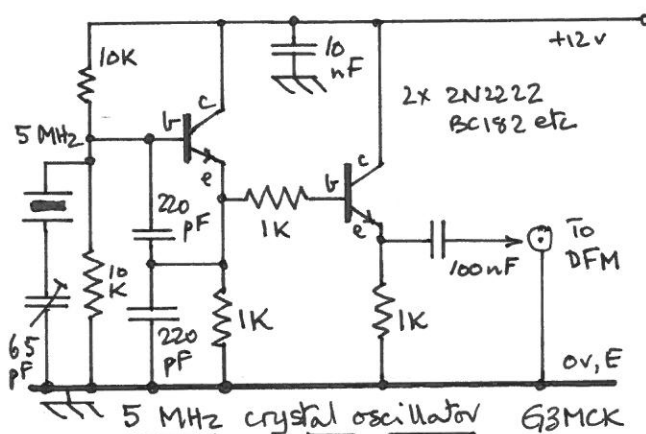 10K
10
nF
+12v
2x 2N2222
BC182 etc
c
b
e
5 MHz
220
pF
1K
c
b
e
100nF
To
DFM
10
K
65
pF
220
pF
1K
1K
0v, E
5 MHz crystal oscillator G3MCK